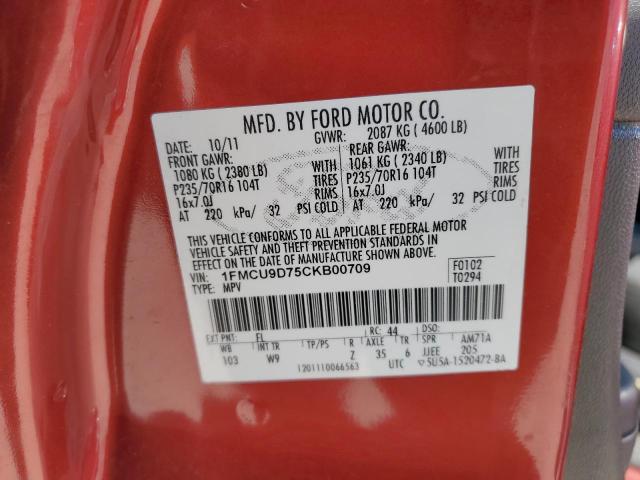 MFD. BY FORD MOTOR CO.
DATE: 10/11 GVWR: 2087 KG ( 4600 LB)
FRONT GAWR: REAR GAWR:
1080 KG ( 2380 LB) WITH 1061 KG ( 2340 LB) WITH
P235/70R16 104T TIRES P235/70R16 104T TIRES
16x7.0J RIMS 16x7.0J RIMS
AT 220 kPa/ 32 PSI COLD AT 220 kPa/ 32 PSI COLD
THIS VEHICLE CONFORMS TO ALL APPLICABLE FEDERAL MOTOR
VEHICLE SAFETY AND THEFT PREVENTION STANDARDS IN
EFFECT ON THE DATE OF MANUFACTURE SHOWN ABOVE.
VIN: 1FMCU9D75CKB00709 F0102
TYPE: MPV T0294
EXT PNT: FL RC: 44 DSO:
WB INT TR TP/PS R AXLE TR SPR AM71A
103 W9 Z 35 6 JJEE 205
1201110066563 UTC 5U5A-1520472-BA